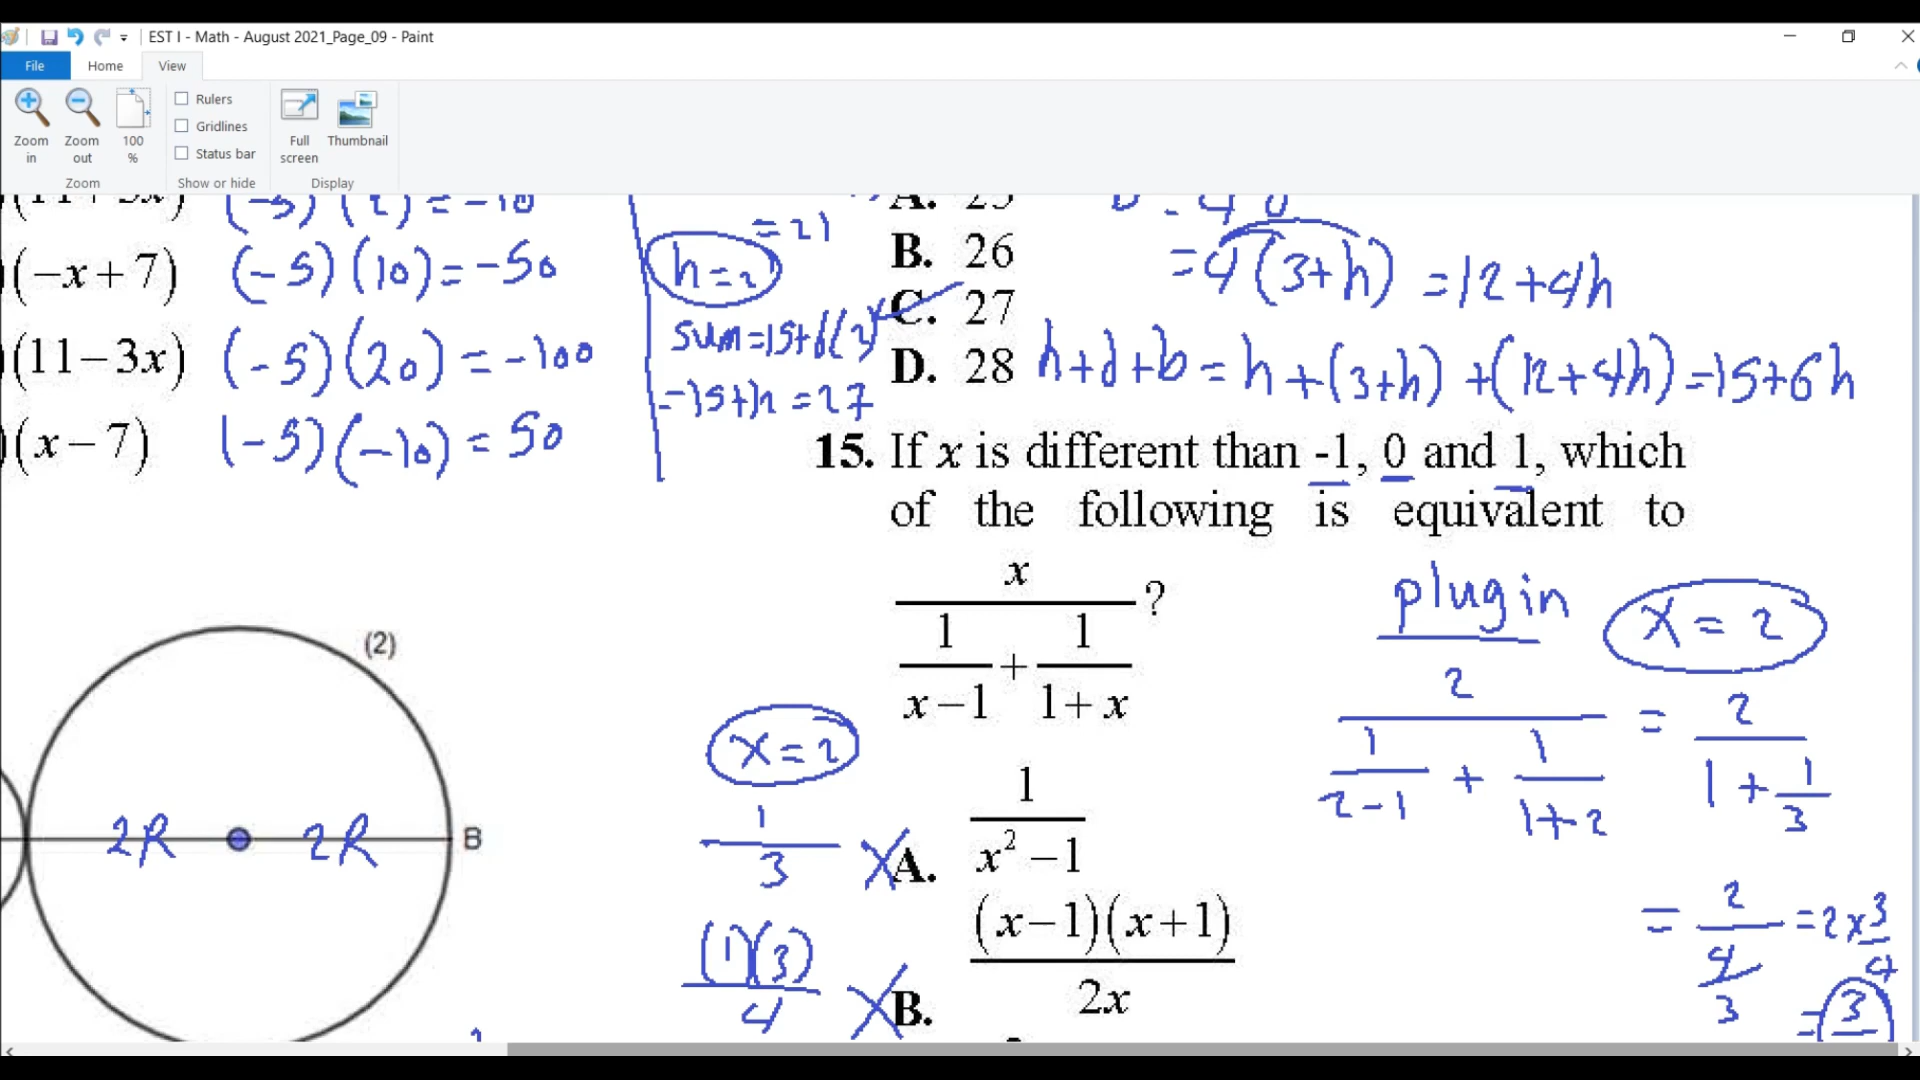 EST I - Math - August 2021_Page_09 - Paint
File Home View
Zoom in
Zoom out
100 %
Rulers
Gridlines
Status bar
Full screen
Thumbnail
Zoom
Show or hide
Display
(-5)(2) = -10
)(-x+7) (-5)(10) = -50
)(11-3x) (-5)(20) = -100
)(x-7) (-5)(-10) = 50
= 21
h = 2
-15+12 = 27
A. 25
B. 26
C. 27
D. 28
= 4(3+h) = 12+4h
h+d+b = h+(3+h)+(12+4h) = 15+6h
15. If x is different than -1, 0 and 1, which
of the following is equivalent to
x / (1/(x-1) + 1/(1+x)) ?
plug in x = 2
2 / (1/(2-1) + 1/(1+2)) = 2 / (1 + 1/3)
= 2 / (4/3) = 2 x 3/4
= 3
x = 2
1/3 X A. 1/(x²-1)
(1)(3)/4 X B. (x-1)(x+1)/2x
(2)
2R 2R B